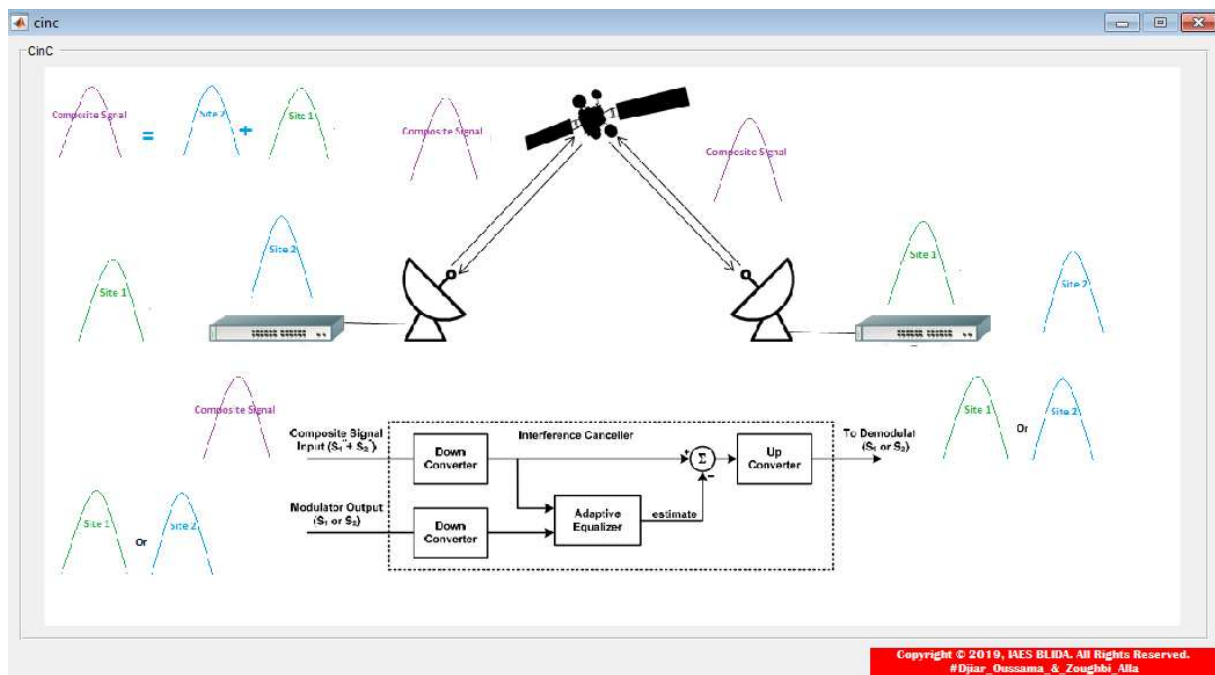 cinc
CinC
Composite Signal
=
Site 2
+
Site 1
Composite Signal
Composite Signal
Site 1
Site 2
Site 1
Site 2
Composite Signal
Composite Signal
Input (S₁"+ S₂")
Interference Canceller
Down
Converter
+
Σ
−
Up
Converter
To Demodulat
(S₁ or S₂)
Site 1
Or
Site 2
Modulator Output
(S₁ or S₂)
Down
Converter
Adaptive
Equalizer
estimate
Site 1
Or
Site 2
Copyright © 2019, IAES BLIDA. All Rights Reserved.
#Djiar_Oussama_&_Zoughbi_Alla